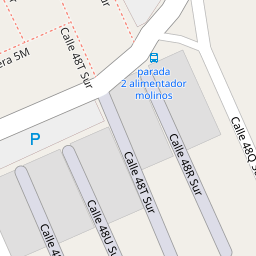 era 5M
Calle 48T Sur
parada
2 alimentador
molinos
P
Calle 48Q S
Calle 48R Sur
Calle 48T Sur
Calle 48U Sur